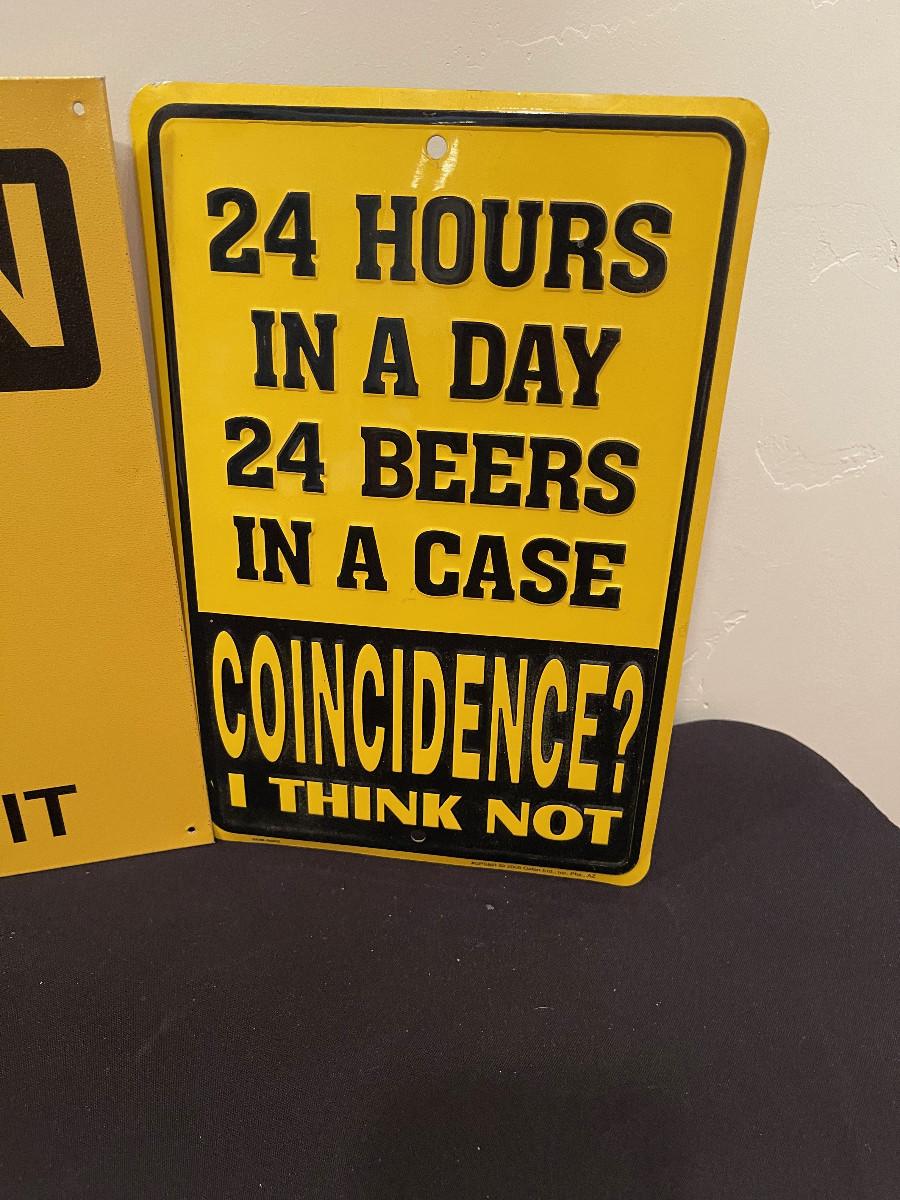 N
IT
24 HOURS
IN A DAY
24 BEERS
IN A CASE
COINCIDENCE?
I THINK NOT